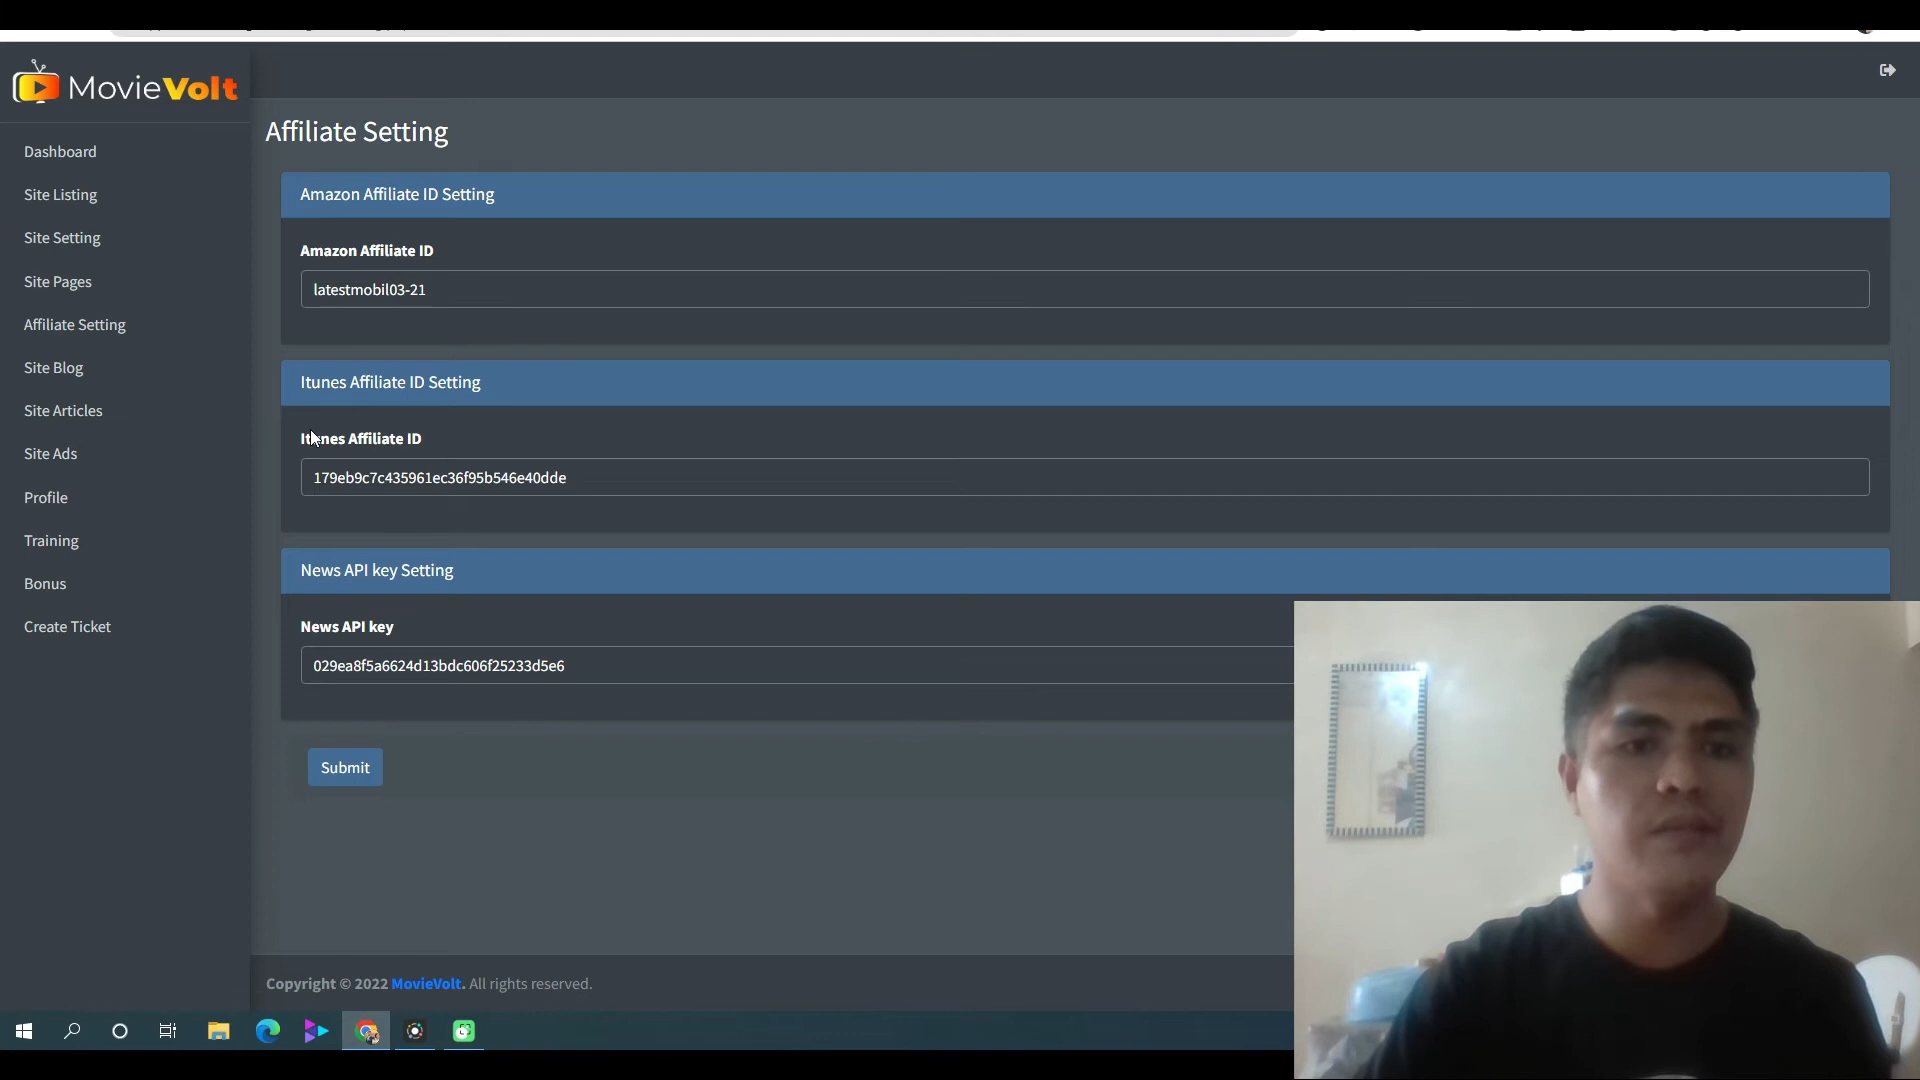 MovieVolt
Dashboard
Site Listing
Site Setting
Site Pages
Affiliate Setting
Site Blog
Site Articles
Site Ads
Profile
Training
Bonus
Create Ticket
Affiliate Setting
Amazon Affiliate ID Setting
Amazon Affiliate ID
latestmobil03-21
Itunes Affiliate ID Setting
Itunes Affiliate ID
179eb9c7c435961ec36f95b546e40dde
News API key Setting
News API key
029ea8f5a6624d13bdc606f25233d5e6
Submit
Copyright © 2022 MovieVolt. All rights reserved.